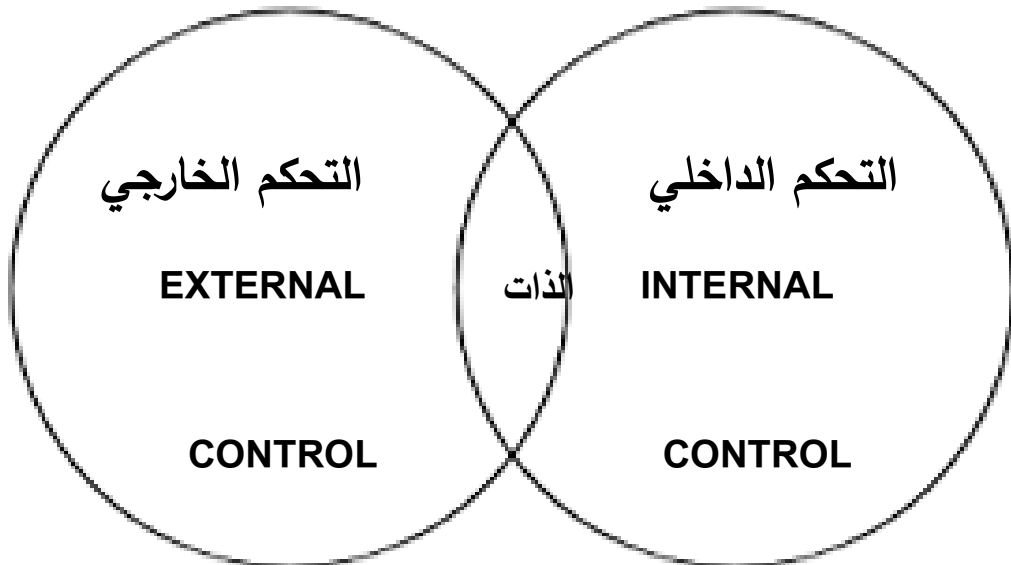 التحكم الخارجي
EXTERNAL
CONTROL
الذات
التحكم الداخلي
INTERNAL
CONTROL